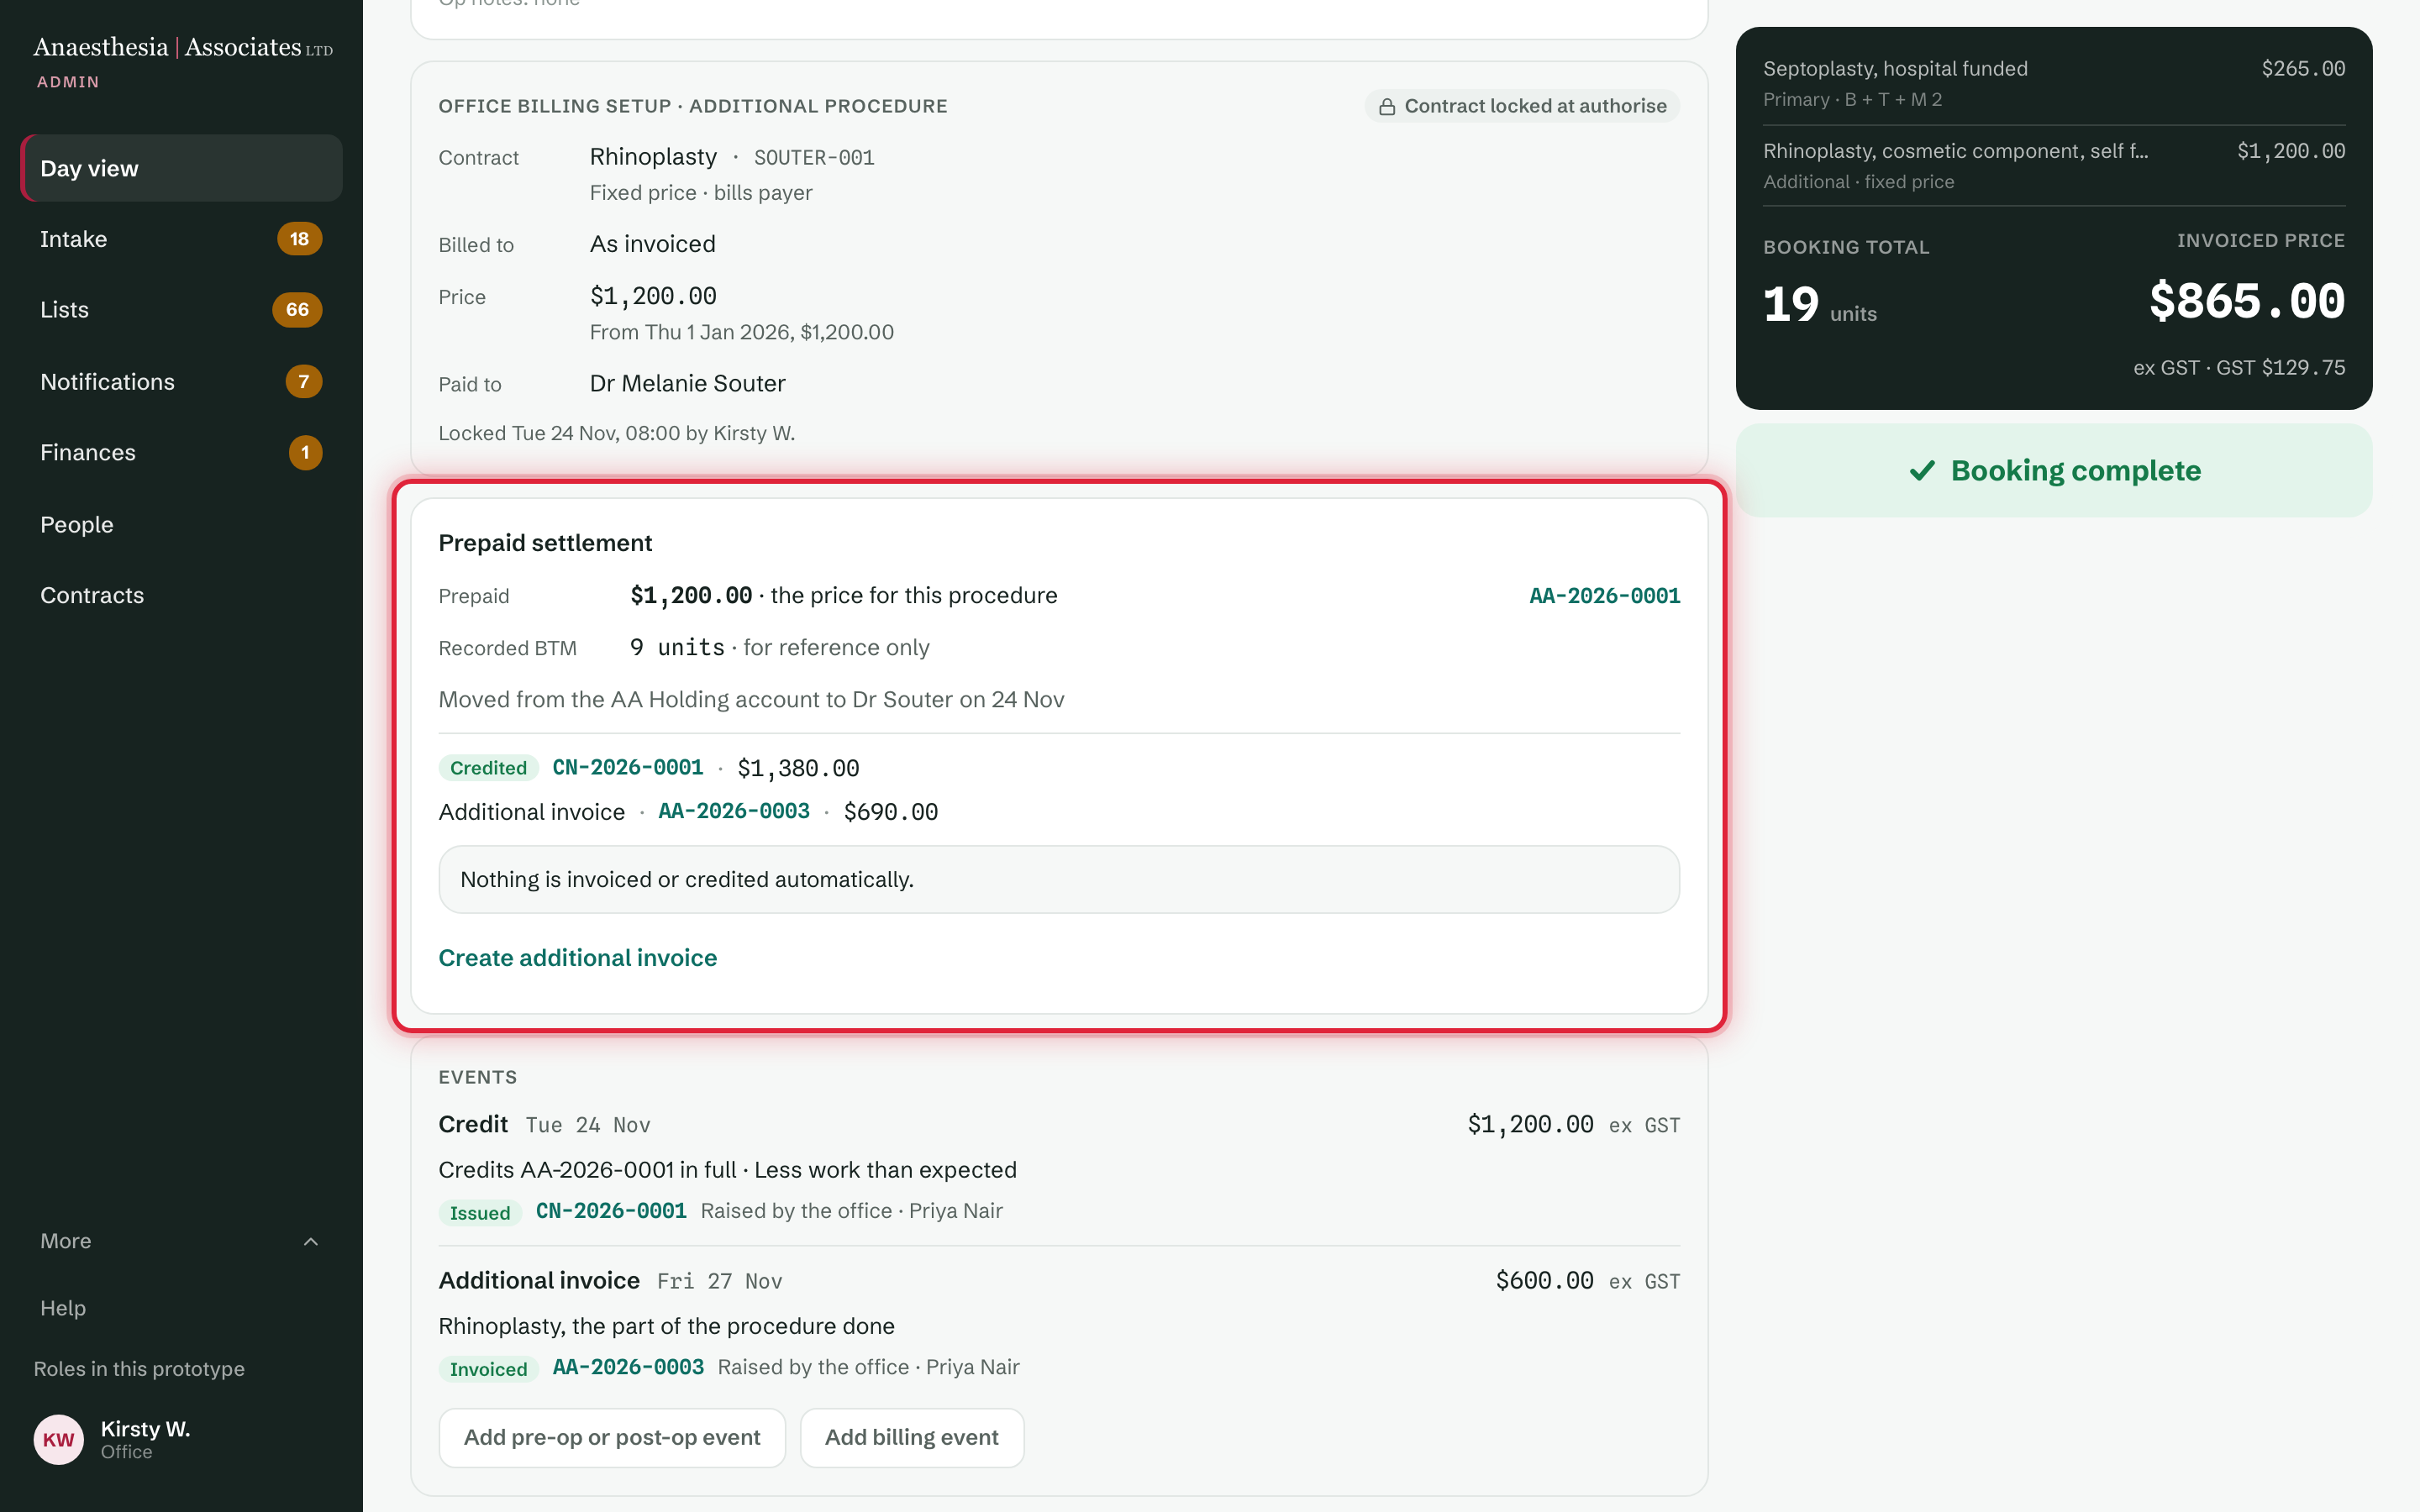 Anaesthesia | Associates LTD
ADMIN
Day view
Intake 18
Lists 66
Notifications 7
Finances 1
People
Contracts
More
Help
Roles in this prototype
KW
Kirsty W.
Office
Op notes: none
OFFICE BILLING SETUP · ADDITIONAL PROCEDURE
Contract locked at authorise
Contract Rhinoplasty · SOUTER-001
Fixed price · bills payer
Billed to As invoiced
Price $1,200.00
From Thu 1 Jan 2026, $1,200.00
Paid to Dr Melanie Souter
Locked Tue 24 Nov, 08:00 by Kirsty W.
Prepaid settlement
Prepaid $1,200.00 · the price for this procedure AA-2026-0001
Recorded BTM 9 units · for reference only
Moved from the AA Holding account to Dr Souter on 24 Nov
Credited CN-2026-0001 · $1,380.00
Additional invoice · AA-2026-0003 · $690.00
Nothing is invoiced or credited automatically.
Create additional invoice
EVENTS
Credit Tue 24 Nov $1,200.00 ex GST
Credits AA-2026-0001 in full · Less work than expected
Issued CN-2026-0001 Raised by the office · Priya Nair
Additional invoice Fri 27 Nov $600.00 ex GST
Rhinoplasty, the part of the procedure done
Invoiced AA-2026-0003 Raised by the office · Priya Nair
Add pre-op or post-op event
Add billing event
Septoplasty, hospital funded $265.00
Primary · B + T + M 2
Rhinoplasty, cosmetic component, self f… $1,200.00
Additional · fixed price
BOOKING TOTAL INVOICED PRICE
19 units $865.00
ex GST · GST $129.75
Booking complete